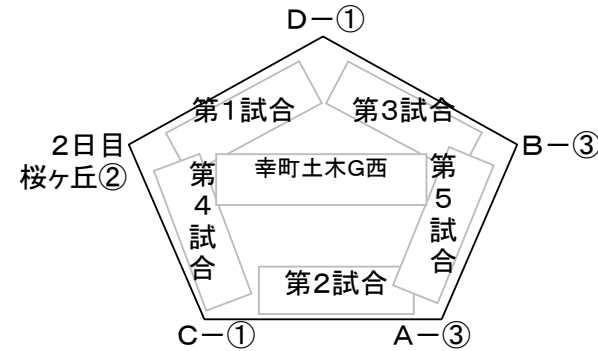 D－①
第1試合
第3試合
2日目
桜ヶ丘②
B－③
幸町土木G西
第4試合
第5試合
第2試合
C－①
A－③